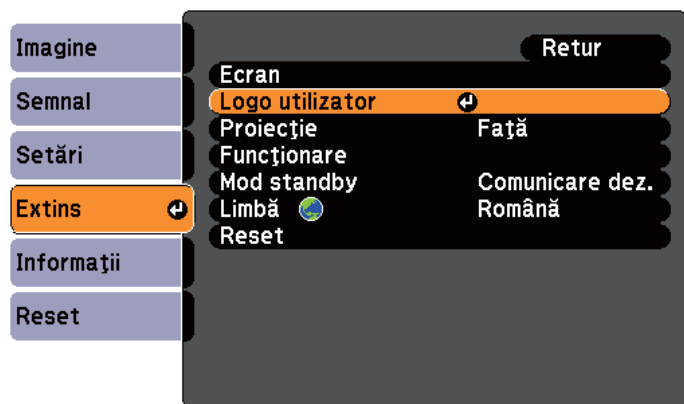 Imagine
Semnal
Setări
Extins
Informaţii
Reset
Retur
Ecran
Logo utilizator
Proiecţie Faţă
Funcţionare
Mod standby Comunicare dez.
Limbă Română
Reset